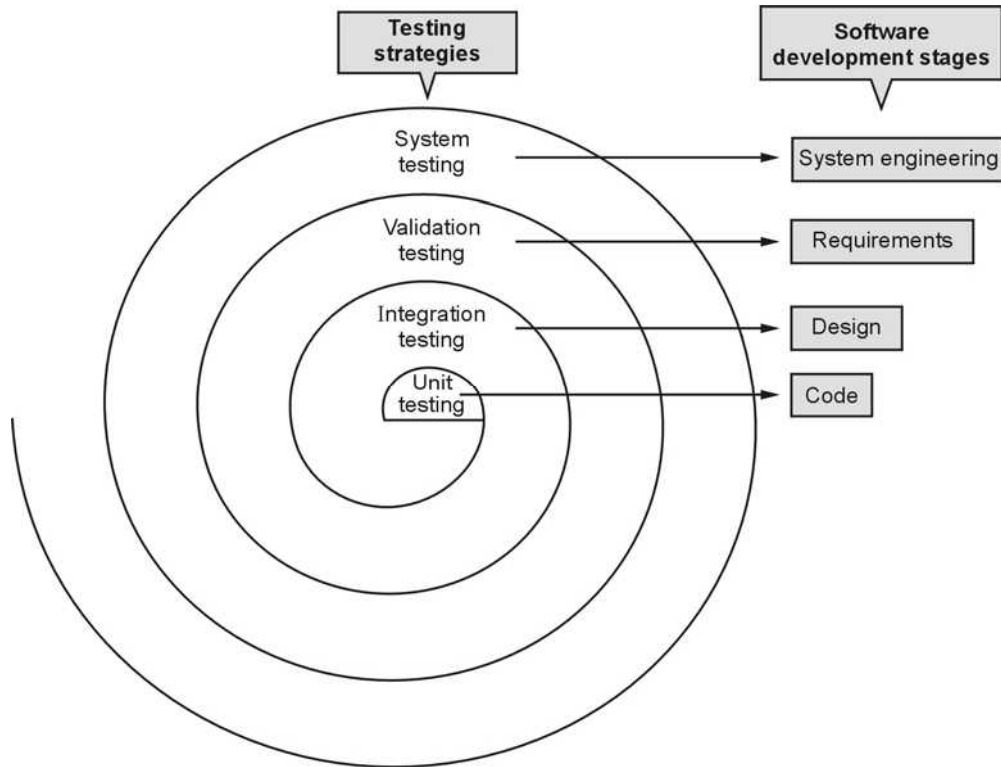 Testing
strategies
Software
development stages
System
testing
System engineering
Validation
testing
Requirements
Integration
testing
Design
Unit
testing
Code